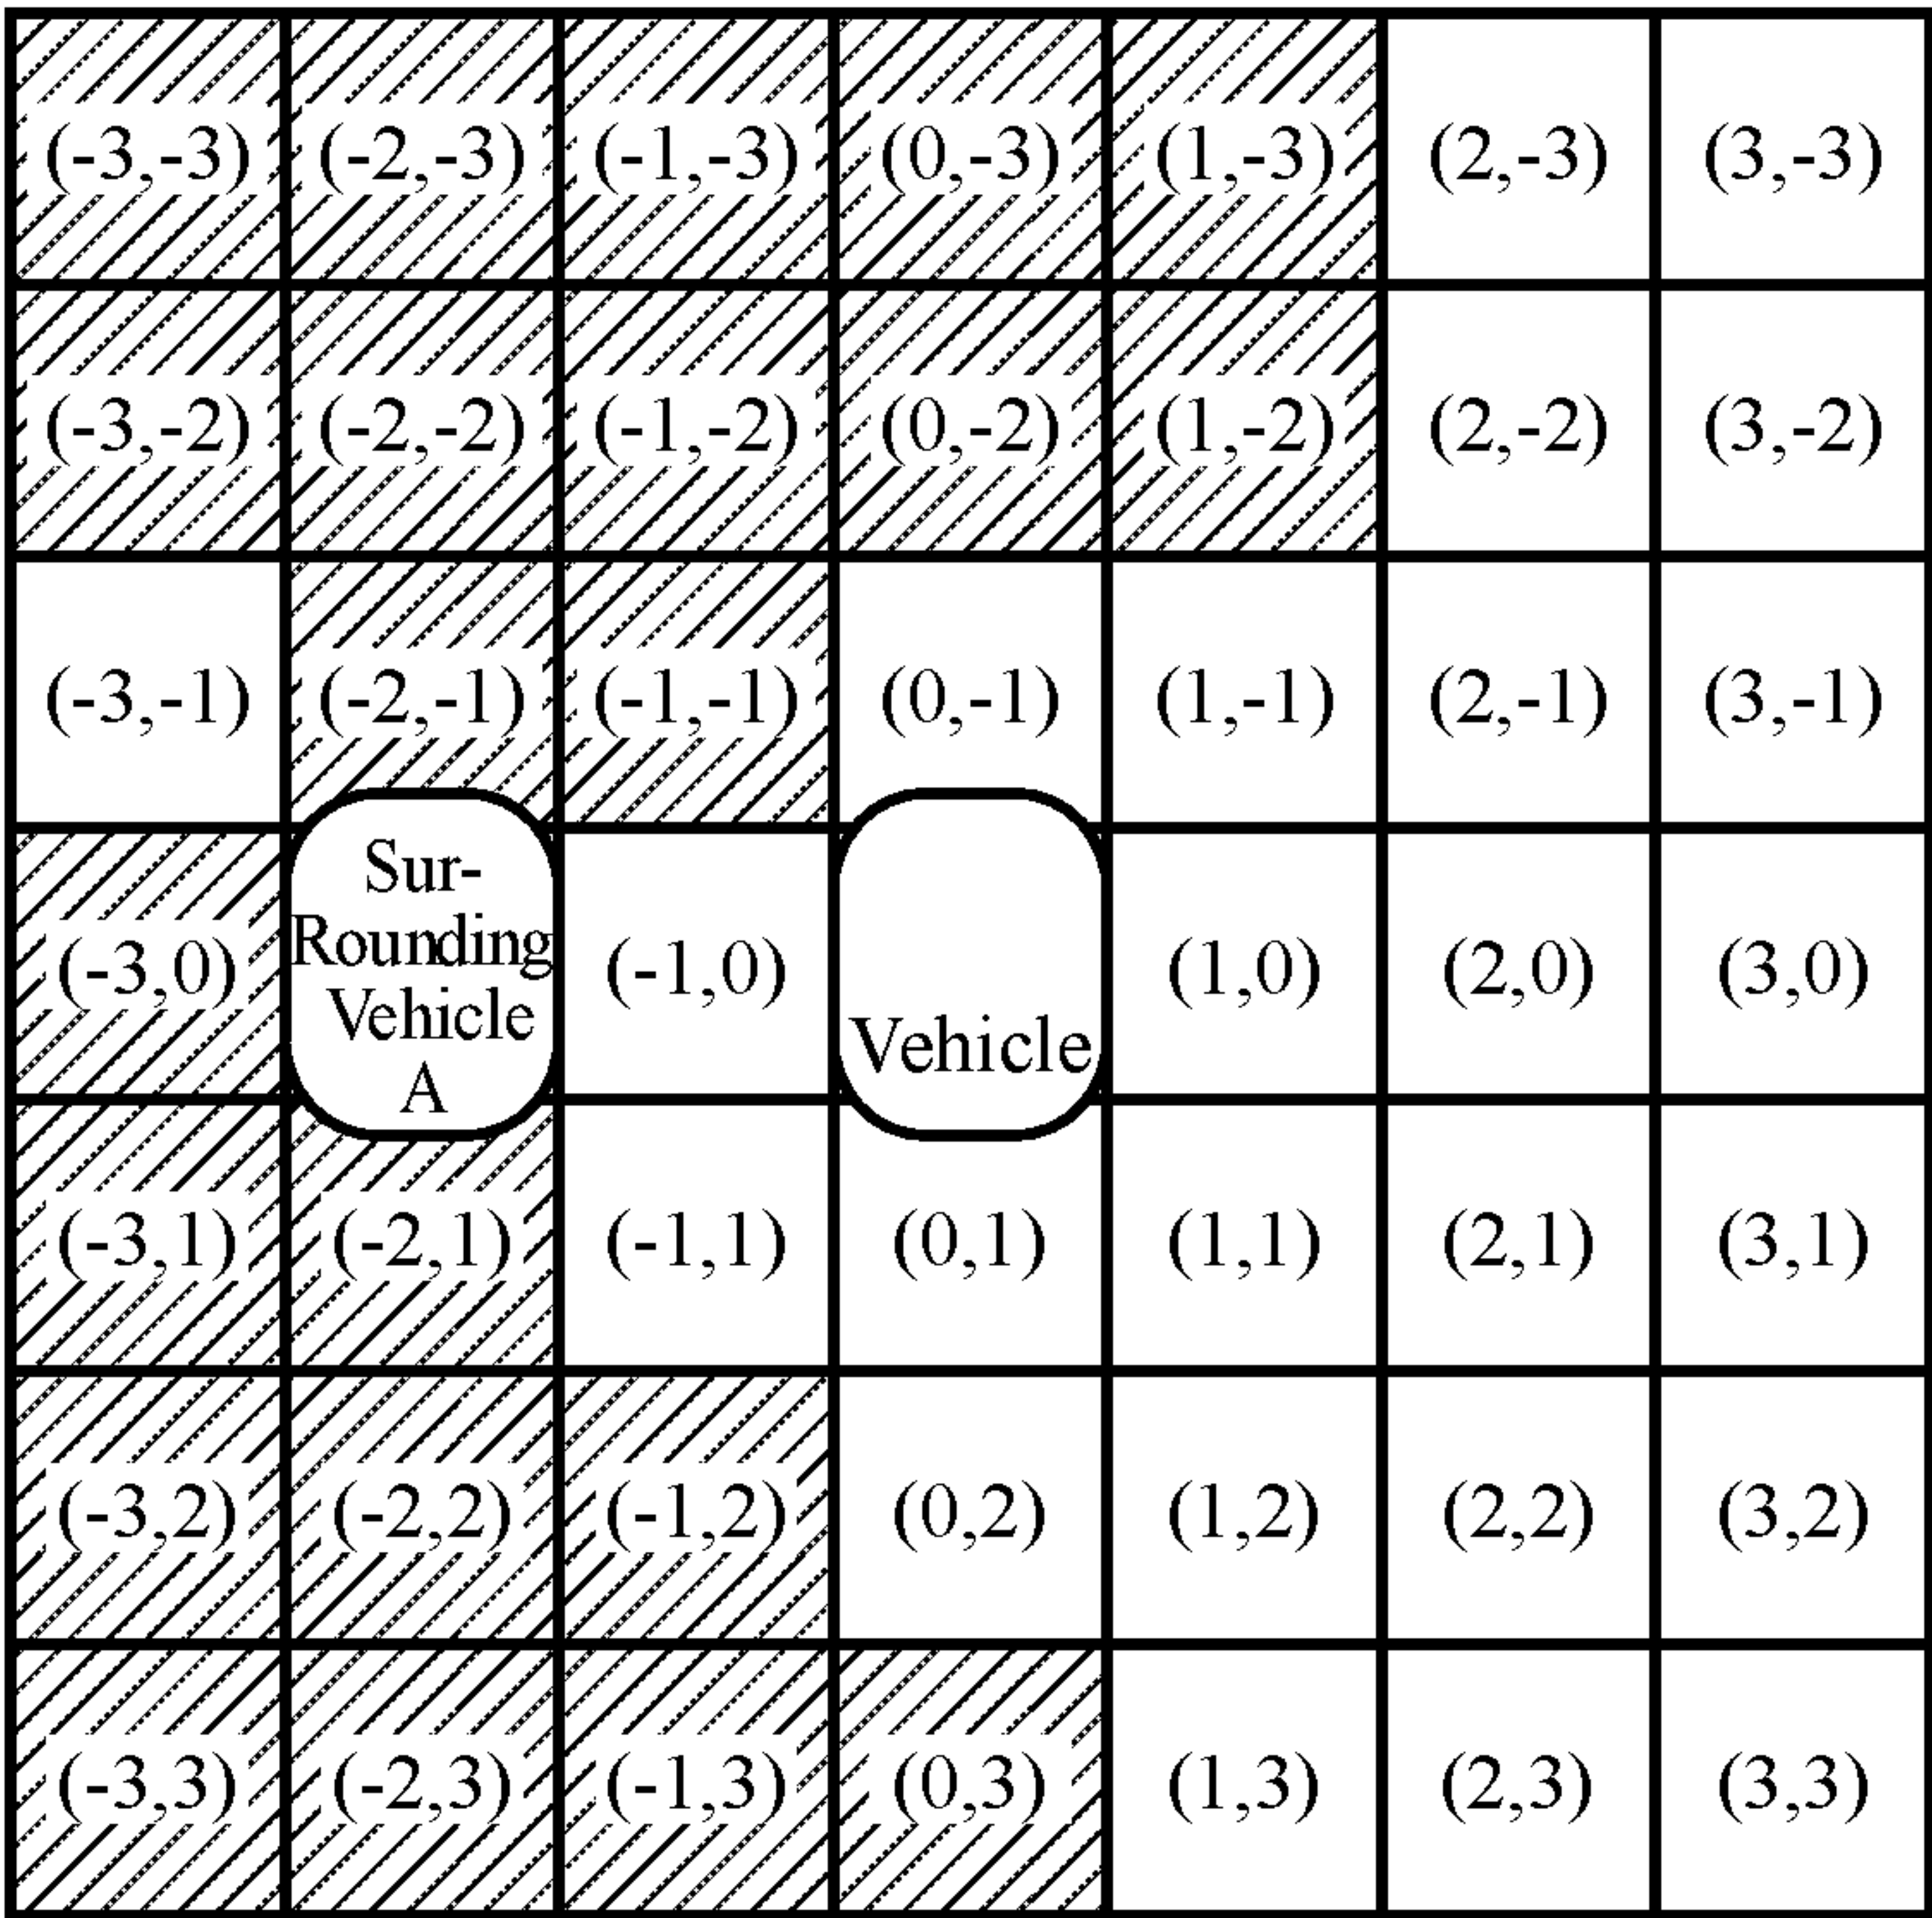 (-3,-3) (-2,-3) (-1,-3) (0,-3) (1,-3) (2,-3) (3,-3)
(-3,-2) (-2,-2) (-1,-2) (0,-2) (1,-2) (2,-2) (3,-2)
(-3,-1) (-2,-1) (-1,-1) (0,-1) (1,-1) (2,-1) (3,-1)
Sur-
Rounding
Vehicle
A
(-3,0) (-1,0) Vehicle (1,0) (2,0) (3,0)
(-3,1) (-2,1) (-1,1) (0,1) (1,1) (2,1) (3,1)
(-3,2) (-2,2) (-1,2) (0,2) (1,2) (2,2) (3,2)
(-3,3) (-2,3) (-1,3) (0,3) (1,3) (2,3) (3,3)